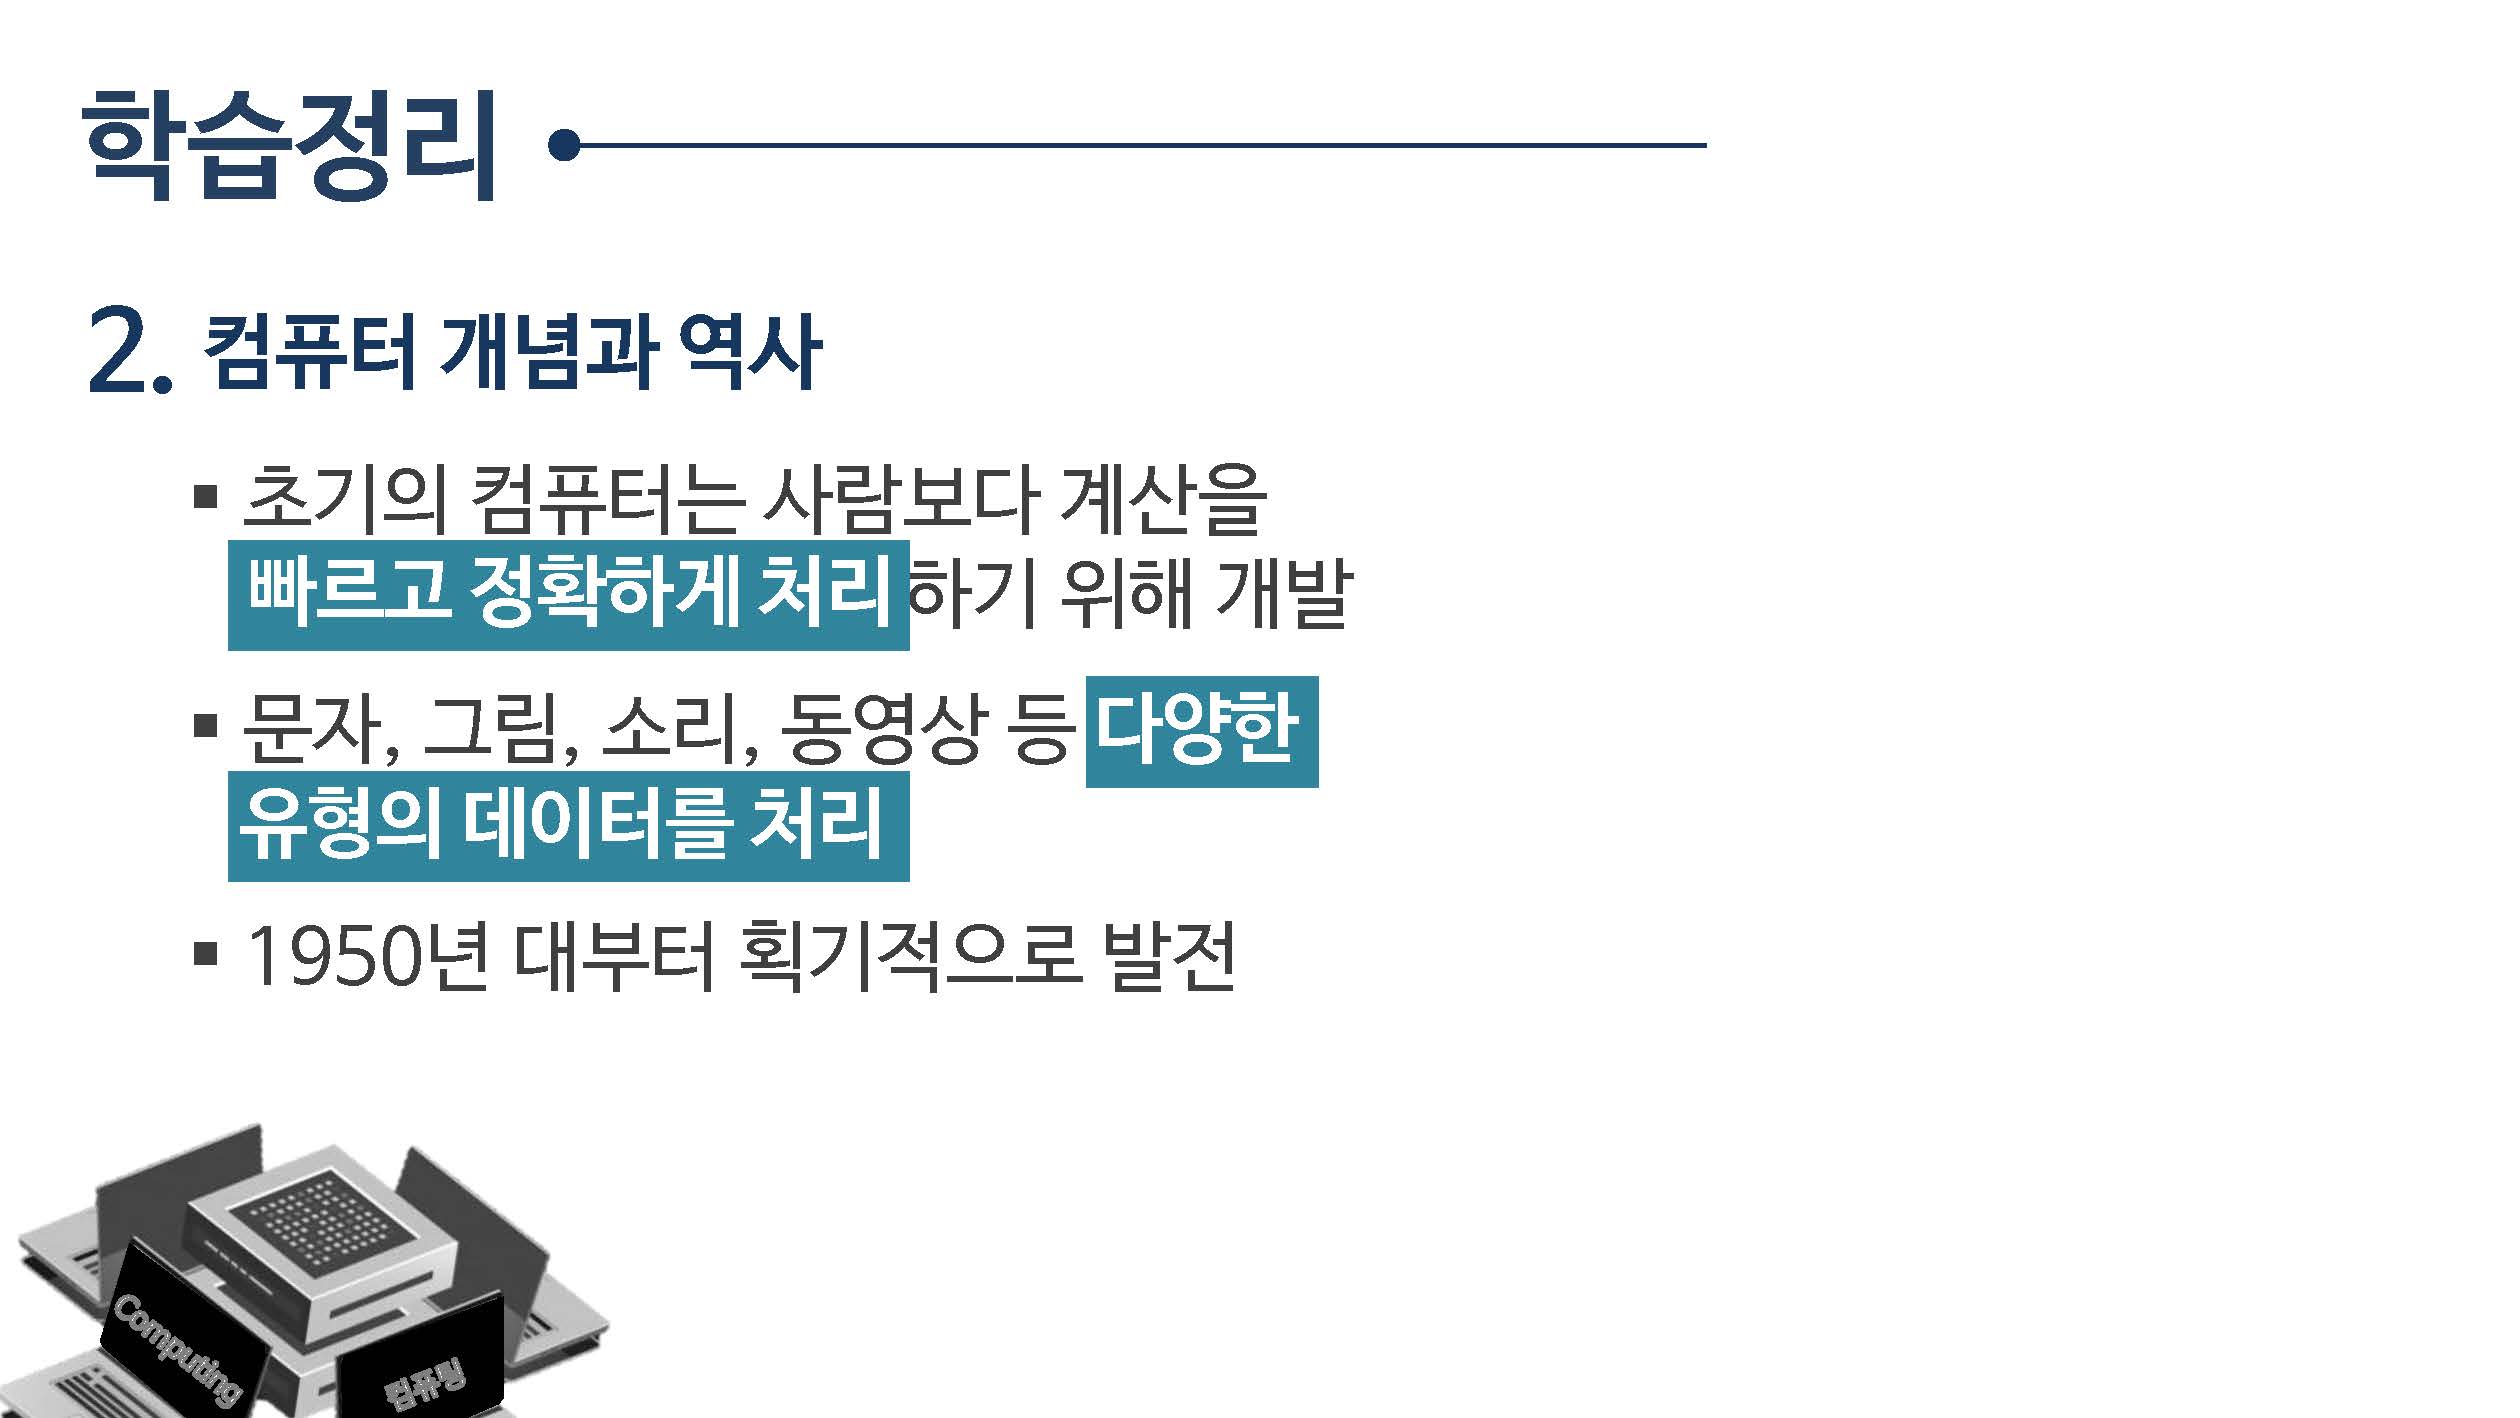 학습정리
2. 컴퓨터 개념과 역사
▪ 초기의 컴퓨터는 사람보다 계산을
빠르고 정확하게 처리하기 위해 개발
▪ 문자, 그림, 소리, 동영상 등 다양한
유형의 데이터를 처리
▪ 1950년 대부터 획기적으로 발전
Computing
컴퓨팅